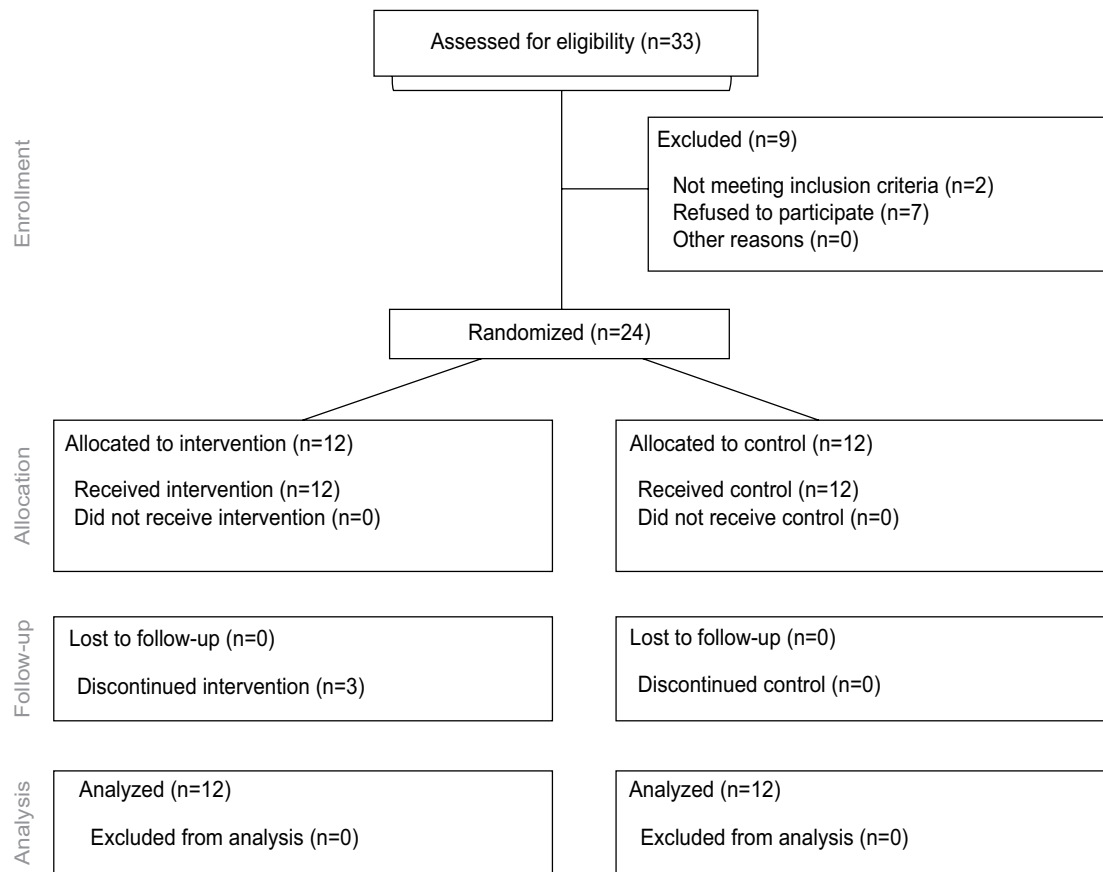 Assessed for eligibility (n=33)
Enrollment
Excluded (n=9)
Not meeting inclusion criteria (n=2)
Refused to participate (n=7)
Other reasons (n=0)
Randomized (n=24)
Allocation
Allocated to intervention (n=12)
Received intervention (n=12)
Did not receive intervention (n=0)
Allocated to control (n=12)
Received control (n=12)
Did not receive control (n=0)
Follow-up
Lost to follow-up (n=0)
Discontinued intervention (n=3)
Lost to follow-up (n=0)
Discontinued control (n=0)
Analysis
Analyzed (n=12)
Excluded from analysis (n=0)
Analyzed (n=12)
Excluded from analysis (n=0)